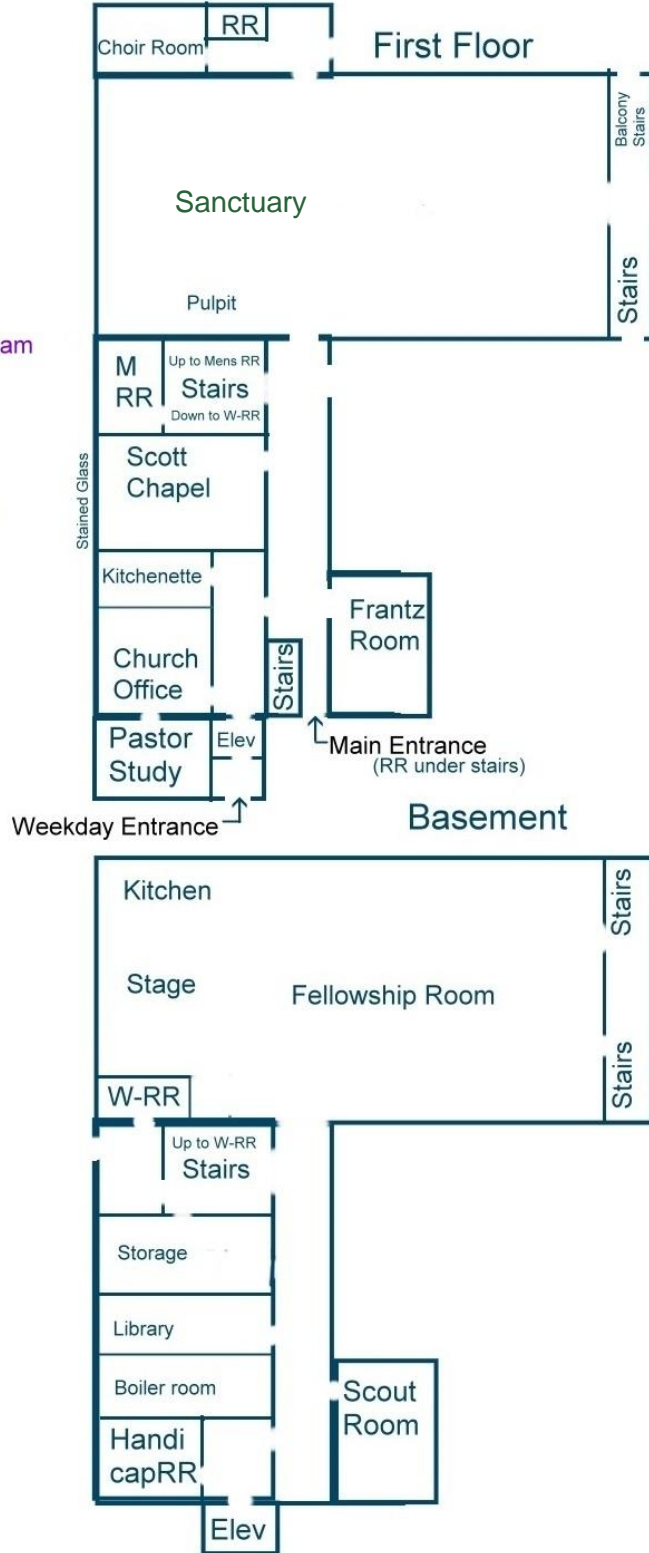 RR
Choir Room
First Floor
Balcony
Stairs
Sanctuary
Stairs
Pulpit
am
M
RR
Up to Mens RR
Stairs
Down to W-RR
Scott
Chapel
Stained Glass
Kitchenette
Frantz
Room
Church
Office
Stairs
Pastor
Study
Elev
Main Entrance
(RR under stairs)
Weekday Entrance
Basement
Kitchen
Stairs
Stage
Fellowship Room
Stairs
W-RR
Up to W-RR
Stairs
Storage
Library
Boiler room
Scout
Room
Handi
capRR
Elev